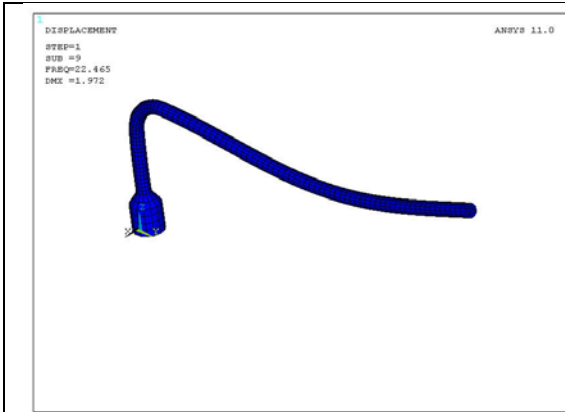 1
DISPLACEMENT
ANSYS 11.0
STEP=1
SUB =9
FREQ=22.465
DMX =1.972